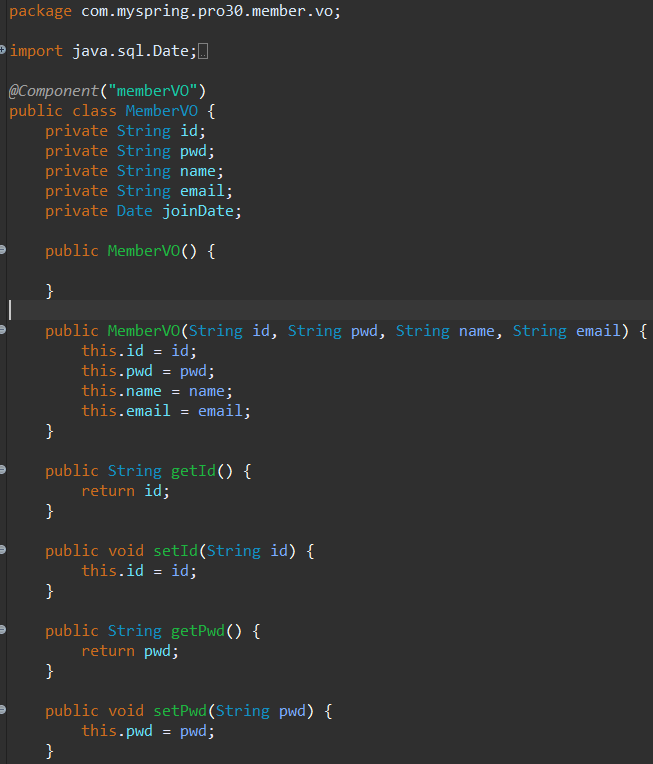 package com.myspring.pro30.member.vo;
import java.sql.Date;
@Component("memberVO")
public class MemberVO {
private String id;
private String pwd;
private String name;
private String email;
private Date joinDate;
public MemberVO() {
}
public MemberVO(String id, String pwd, String name, String email) {
this.id = id;
this.pwd = pwd;
this.name = name;
this.email = email;
}
public String getId() {
return id;
}
public void setId(String id) {
this.id = id;
}
public String getPwd() {
return pwd;
}
public void setPwd(String pwd) {
this.pwd = pwd;
}